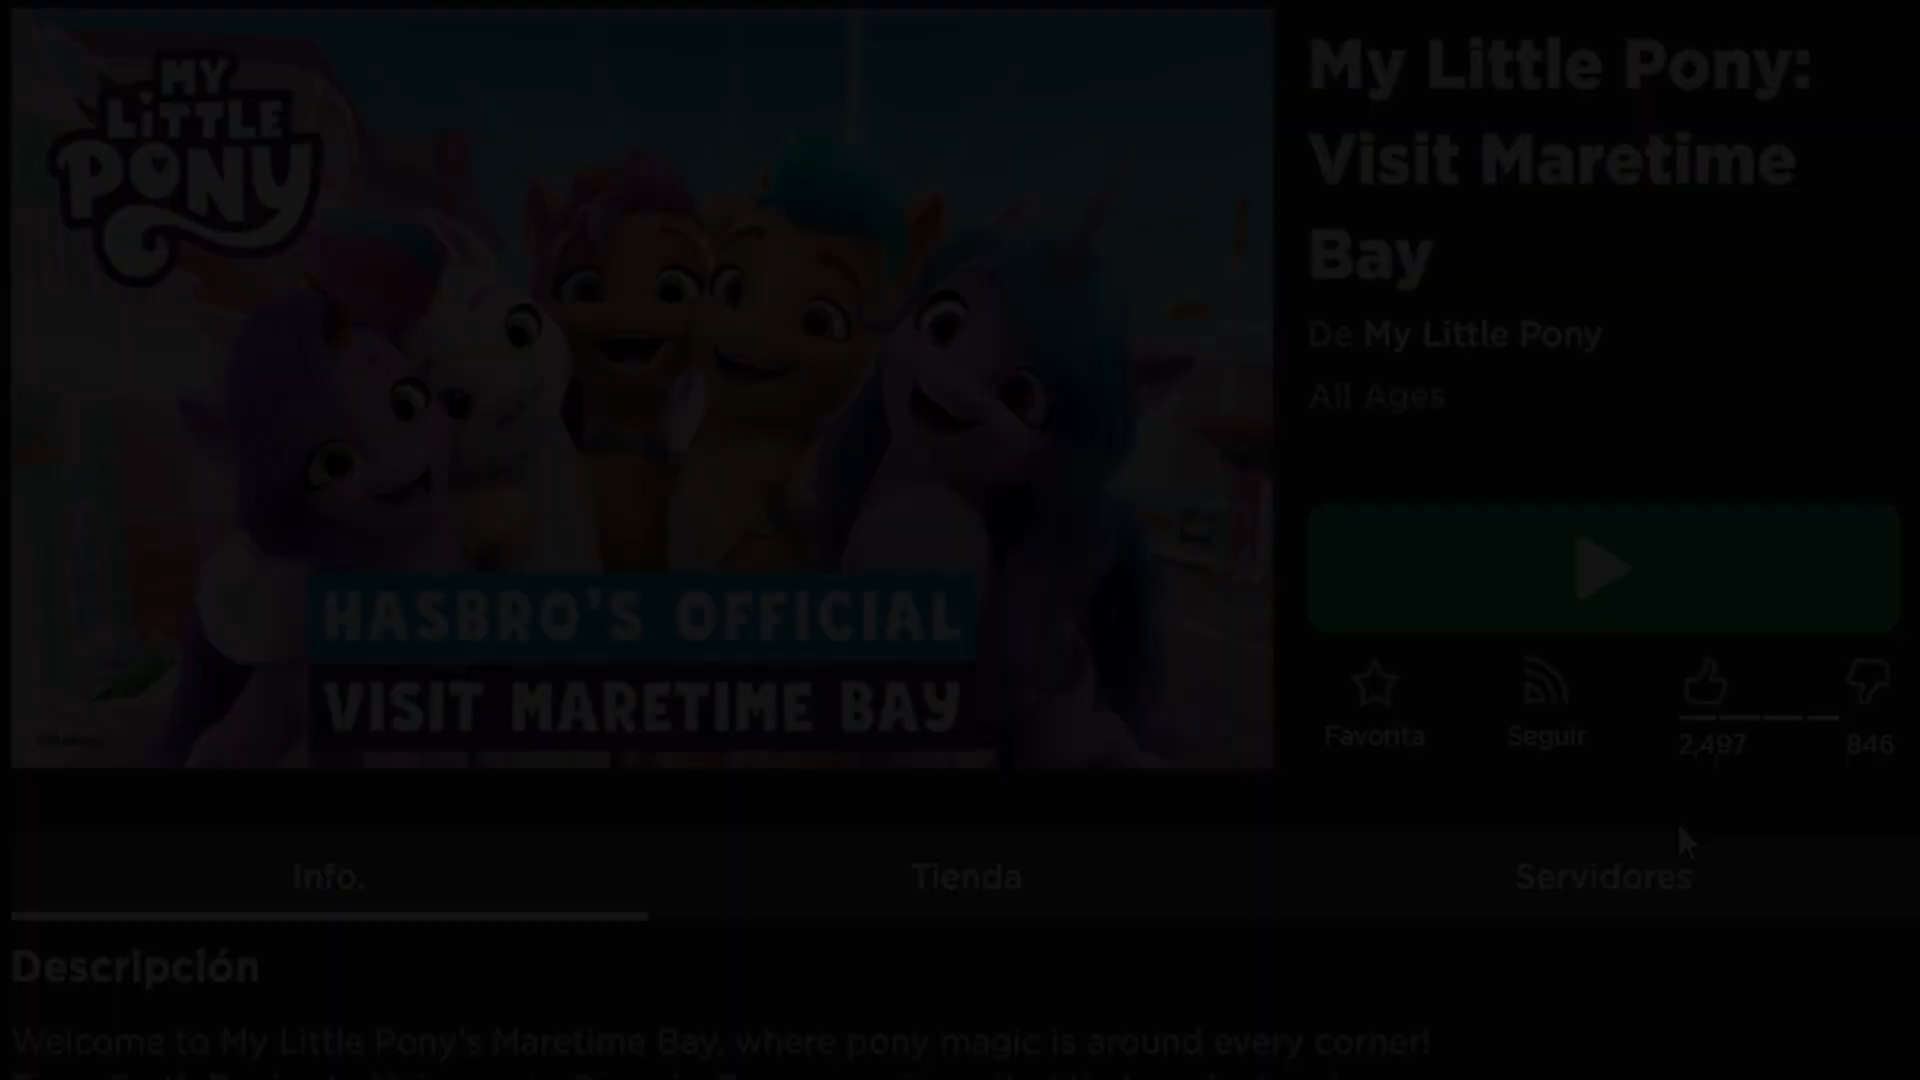 MY
LITTLE
PONY
HASBRO'S OFFICIAL
VISIT MARETIME BAY
My Little Pony:
Visit Maretime
Bay
De My Little Pony
All Ages
Favorita
Seguir
2,497
846
Info.
Tienda
Servidores
Descripción
Welcome to My Little Pony's Maretime Bay, where pony magic is around every corner!